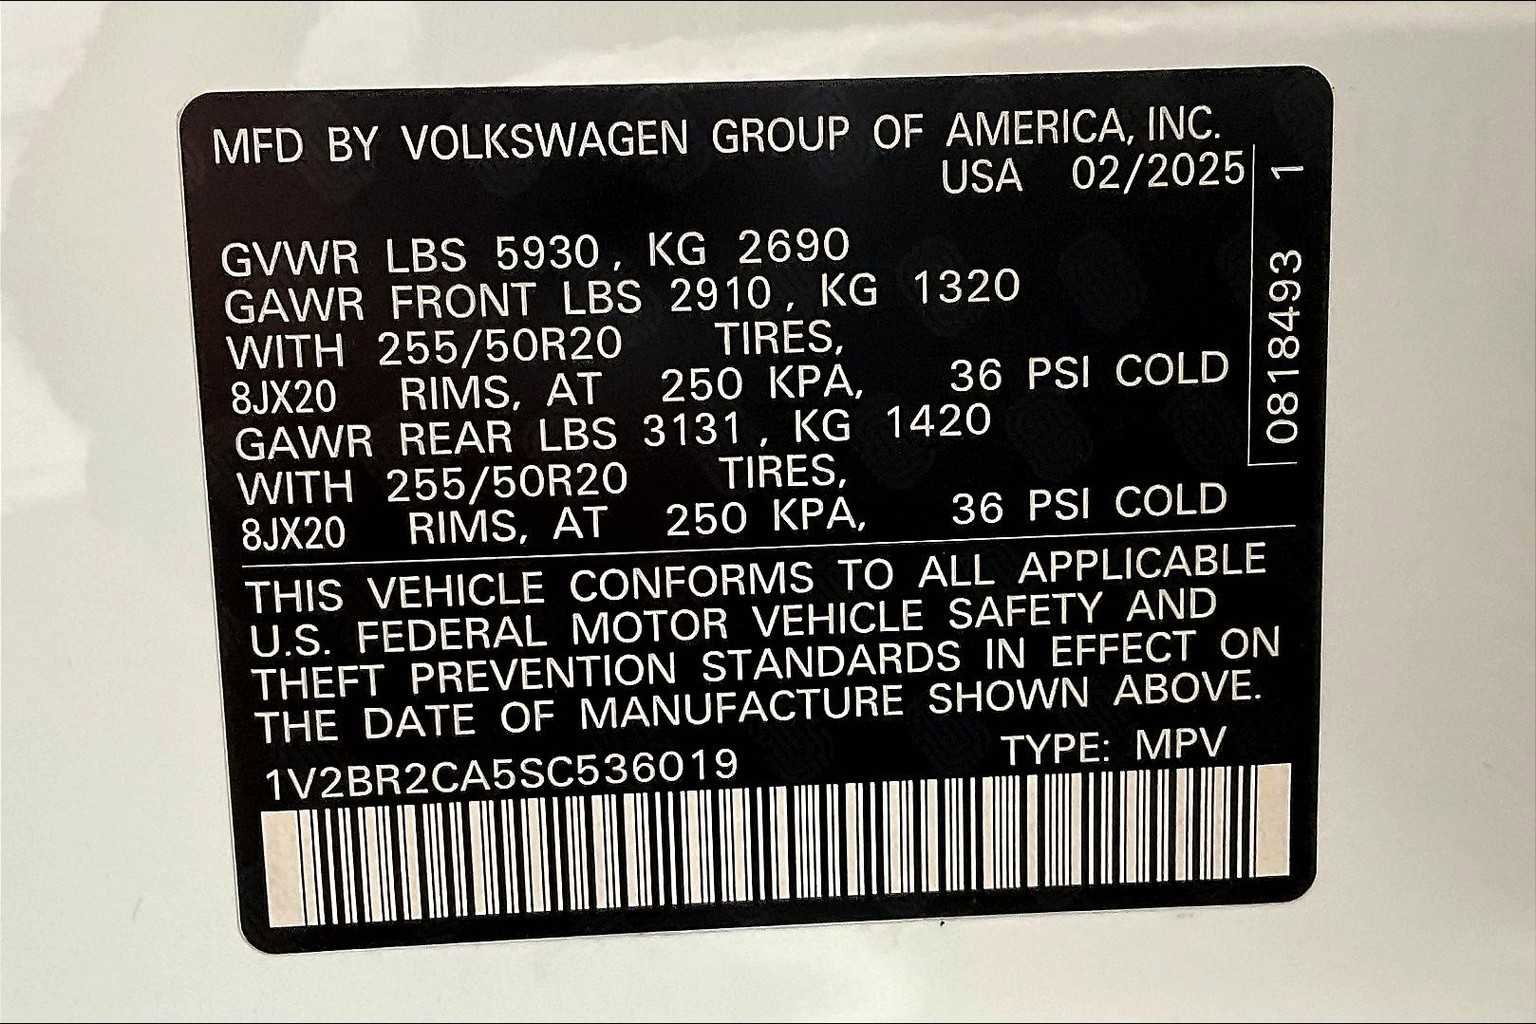 MFD BY VOLKSWAGEN GROUP OF AMERICA, INC.
USA 02/2025
GVWR LBS 5930, KG 2690
GAWR FRONT LBS 2910, KG 1320
WITH 255/50R20 TIRES,
8JX20 RIMS, AT 250 KPA, 36 PSI COLD
GAWR REAR LBS 3131, KG 1420
WITH 255/50R20 TIRES,
8JX20 RIMS, AT 250 KPA, 36 PSI COLD
0818493 1
THIS VEHICLE CONFORMS TO ALL APPLICABLE
U.S. FEDERAL MOTOR VEHICLE SAFETY AND
THEFT PREVENTION STANDARDS IN EFFECT ON
THE DATE OF MANUFACTURE SHOWN ABOVE.
1V2BR2CA5SC536019 TYPE: MPV